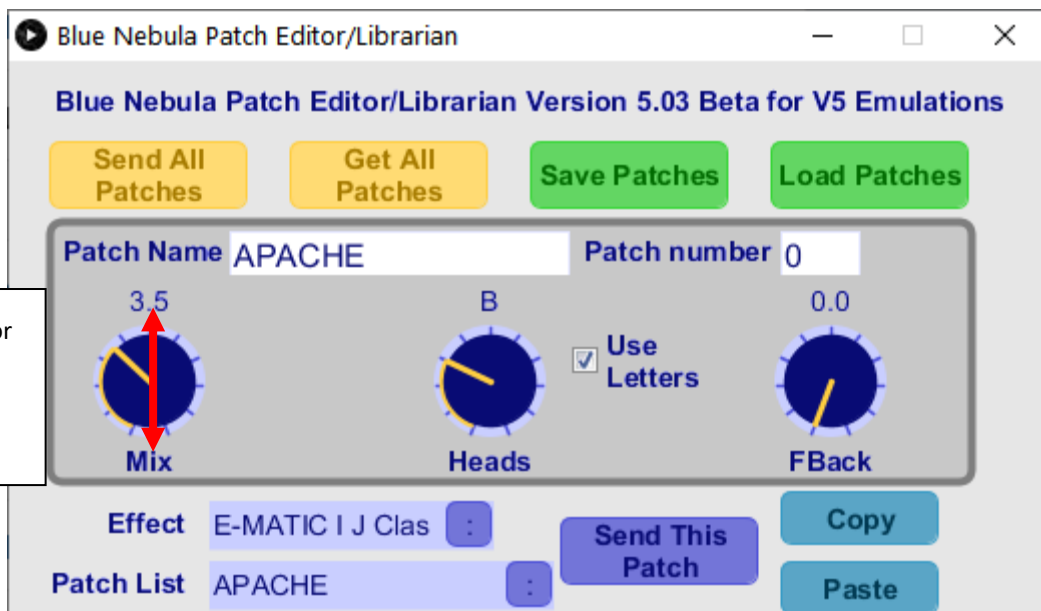 Blue Nebula Patch Editor/Librarian
Blue Nebula Patch Editor/Librarian Version 5.03 Beta for V5 Emulations
Send All
Patches
Get All
Patches
Save Patches
Load Patches
Patch Name APACHE
Patch number 0
3.5
B
0.0
or
Use
Letters
Mix
Heads
FBack
Effect E-MATIC I J Clas :
Send This
Patch
Copy
Patch List APACHE :
Paste